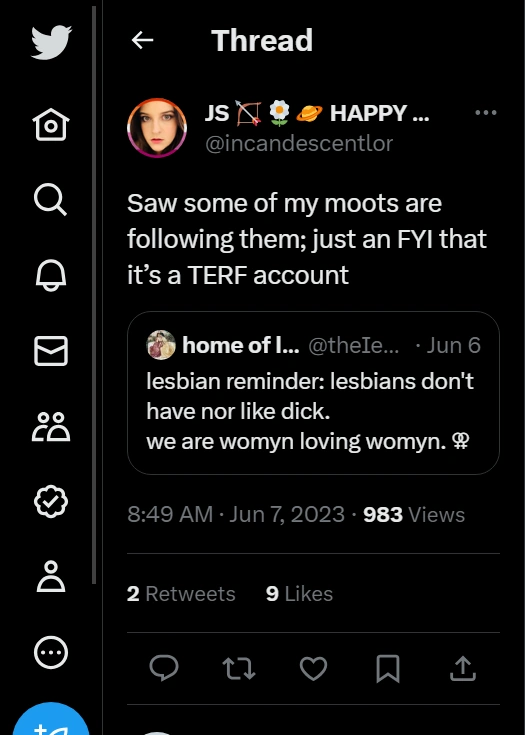 Thread
JS 🏹 🌼 🪐 HAPPY ...
@incandescentlor
Saw some of my moots are
following them; just an FYI that
it’s a TERF account
home of l... @theIe... · Jun 6
lesbian reminder: lesbians don't
have nor like dick.
we are womyn loving womyn. ⚢
8:49 AM · Jun 7, 2023 · 983 Views
2 Retweets 9 Likes